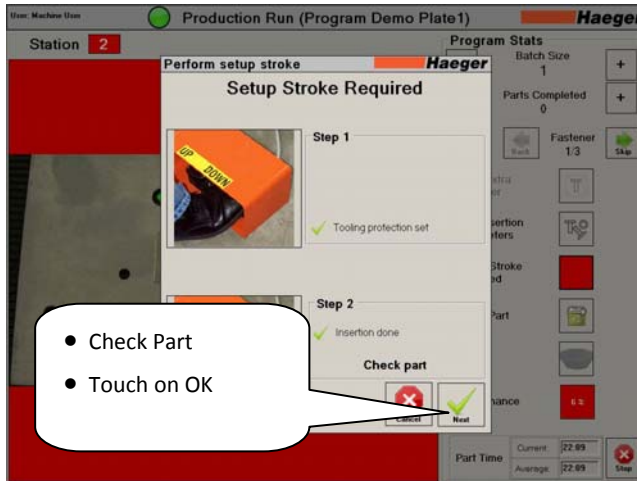 User: Machine User
Production Run (Program Demo Plate1)
Haeger
Station 2
Program Stats
Batch Size
1
+
Parts Completed
0
+
Back
Fastener
1/3
Skip
Perform setup stroke
Haeger
Setup Stroke Required
UP DOWN
Step 1
Tooling protection set
Step 2
Insertion done
Check part
Cancel
Next
• Check Part
• Touch on OK
Part Time
Current: 22.09
Average: 22.09
Stop